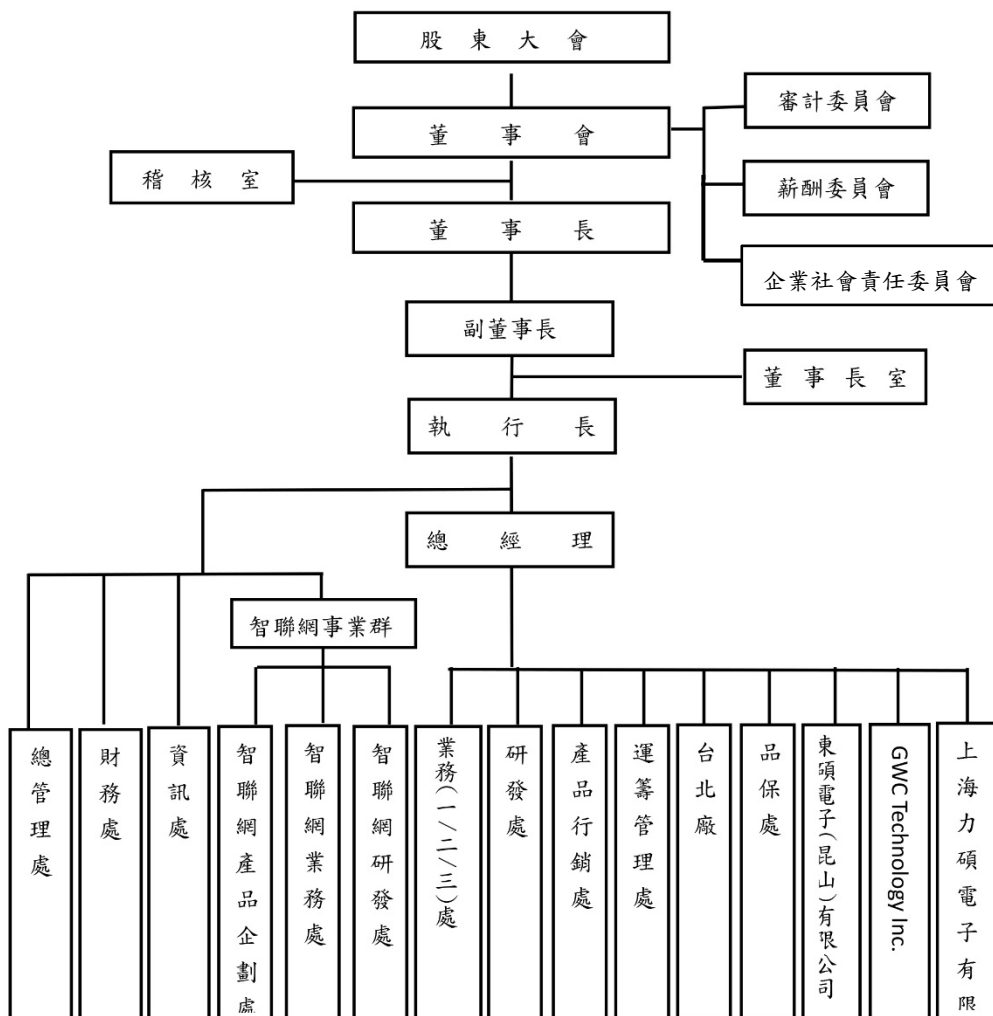 股東大會
董事會
審計委員會
稽核室
薪酬委員會
董事長
企業社會責任委員會
副董事長
董事長室
執行長
總經理
智聯網事業群
總管理處
財務處
資訊處
智聯網產品企劃處
智聯網業務處
智聯網研發處
業務(一/二/三)處
研發處
產品行銷處
運籌管理處
台北廠
品保處
東碩電子(昆山)有限公司
GWC Technology Inc.
上海力碩電子有限